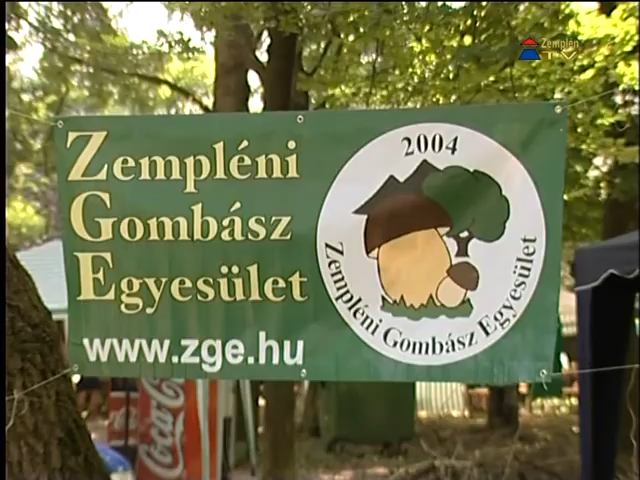 Zemplén
TV
Zempléni
Gombász
Egyesület
www.zge.hu
2004
Zempléni Gombász Egyesület
Coca-Cola